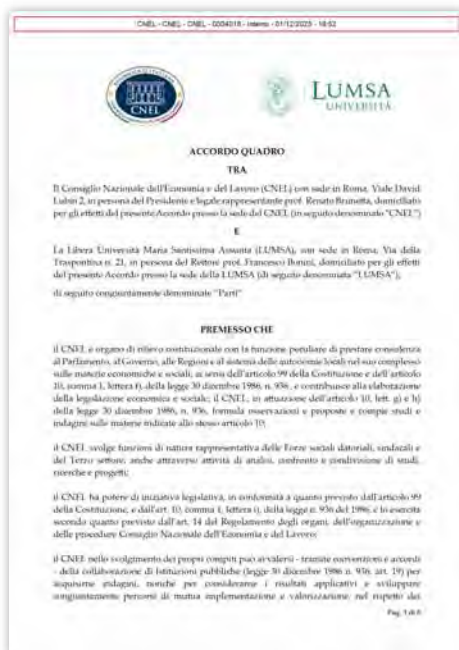 CNEL - CNEL - CNEL - 0004018 - Interno - 01/12/2023 - 16:52
CNEL
LUMSA
UNIVERSITÀ
ACCORDO QUADRO
TRA
Il Consiglio Nazionale dell'Economia e del Lavoro (CNEL) con sede in Roma, Viale David
Lubin 2, in persona del Presidente e legale rappresentante prof. Renato Brunetta, domiciliato
per gli effetti del presente Accordo presso la sede del CNEL (in seguito denominato "CNEL")
E
La Libera Università Maria Santissima Assunta (LUMSA), con sede in Roma, Via della
Traspontina n. 21, in persona del Rettore prof. Francesco Bonini, domiciliato per gli effetti
del presente Accordo presso la sede della LUMSA (di seguito denominata "LUMSA"),
di seguito congiuntamente denominate "Parti"
PREMESSO CHE
il CNEL è organo di rilievo costituzionale con la funzione peculiare di prestare consulenza
al Parlamento, al Governo, alle Regioni e al sistema delle autonomie locali nel suo complesso
sulle materie economiche e sociali, ai sensi dell'articolo 99 della Costituzione e dell'articolo
10, comma 1, lettera f), della legge 30 dicembre 1986, n. 936, e contribuisce alla elaborazione
della legislazione economica e sociale; il CNEL, in attuazione dell'articolo 10, lett. g) e h)
della legge 30 dicembre 1986, n. 936, formula osservazioni e proposte e compie studi e
indagini sulle materie indicate allo stesso articolo 10;
il CNEL svolge funzioni di natura rappresentativa delle Forze sociali datoriali, sindacali e
del Terzo settore, anche attraverso attività di analisi, confronto e condivisione di studi,
ricerche e progetti;
il CNEL ha potere di iniziativa legislativa, in conformità a quanto previsto dall'articolo 99
della Costituzione, e dall'art. 10, comma 1, lettera i), della legge n. 936 del 1986, e lo esercita
secondo quanto previsto dall'art. 14 del Regolamento degli organi, dell'organizzazione e
delle procedure Consiglio Nazionale dell'Economia e del Lavoro;
il CNEL nello svolgimento dei propri compiti può avvalersi - tramite convenzioni e accordi
- della collaborazione di Istituzioni pubbliche (legge 30 dicembre 1986 n. 936, art. 19) per
acquisirne indagini, nonché per considerarne i risultati applicativi e sviluppare
congiuntamente percorsi di mutua implementazione e valorizzazione, nel rispetto dei